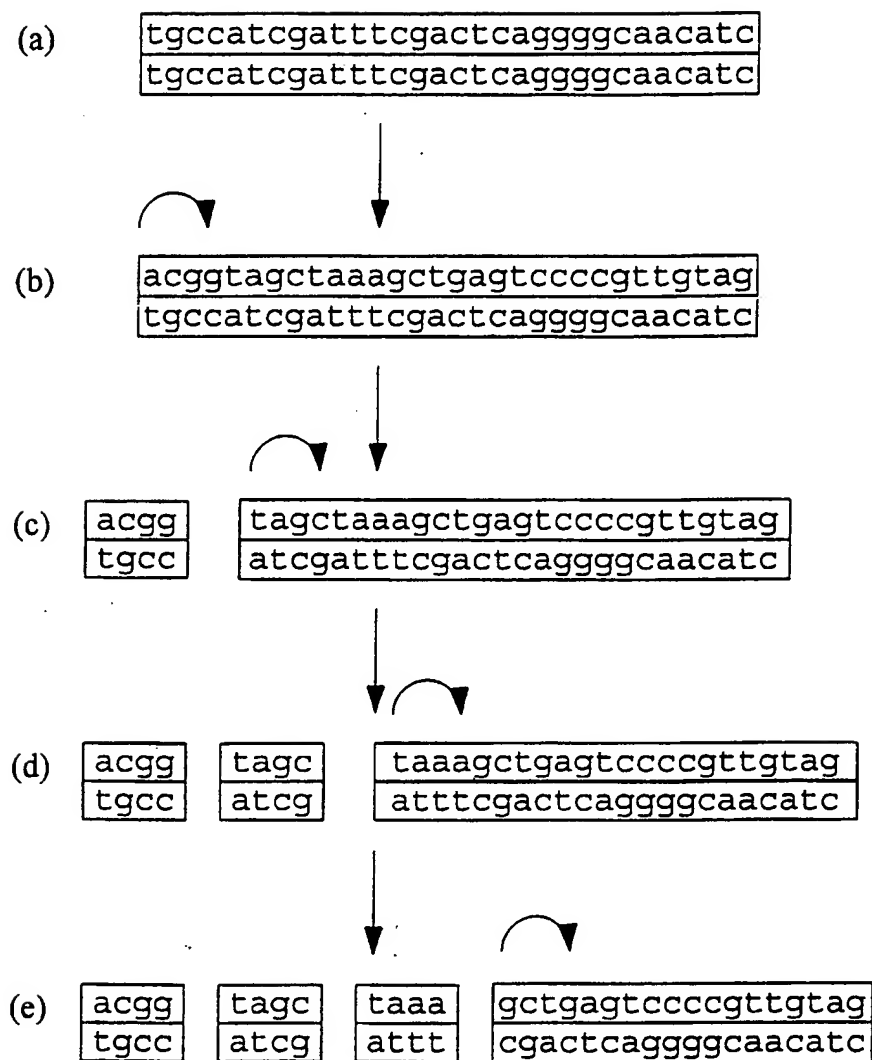 (a) tgccatcgatttcgactcaggggcaacatc
tgccatcgatttcgactcaggggcaacatc
(b) acggtagctaaagctgagtccccgttgtag
tgccatcgatttcgactcaggggcaacatc
(c) acgg tagctaaagctgagtccccgttgtag
tgcc atcgatttcgactcaggggcaacatc
(d) acgg tagc taaagctgagtccccgttgtag
tgcc atcg atttcgactcaggggcaacatc
(e) acgg tagc taaa gctgagtccccgttgtag
tgcc atcg attt cgactcaggggcaacatc